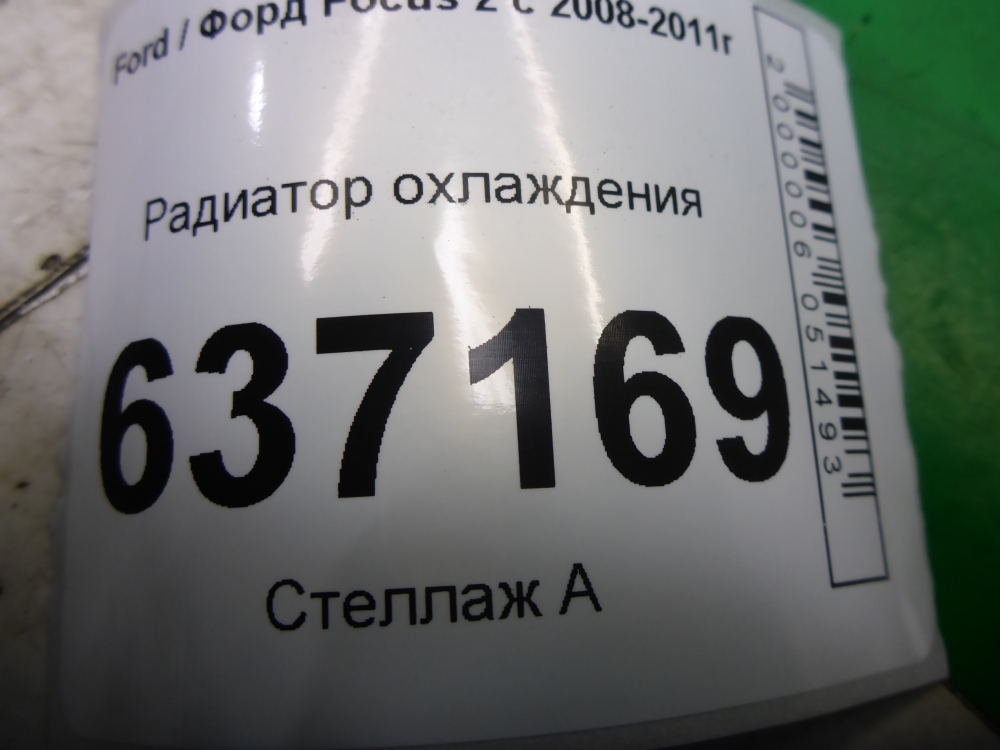 Ford / Форд Focus 2 с 2008-2011г
Радиатор охлаждения
637169
Стеллаж А
2000006051493